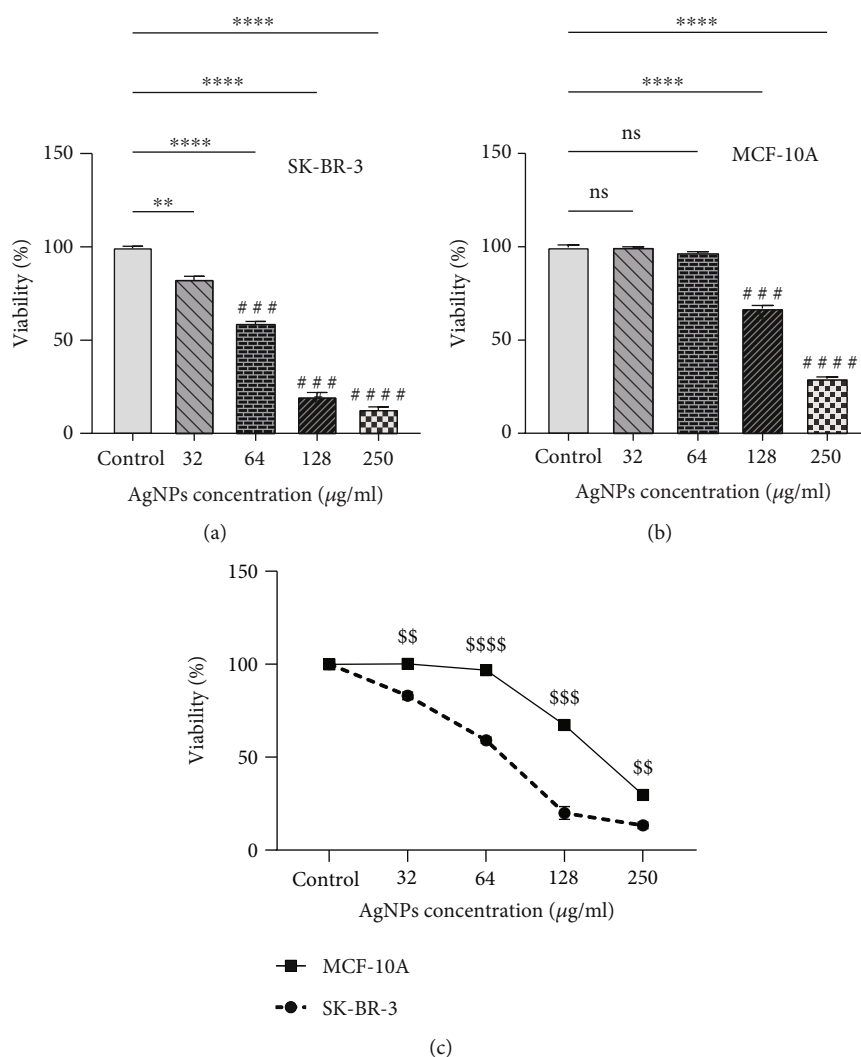 ****
****
****
**
SK-BR-3
150
100
50
0
Viability (%)
# # #
# # #
# # # #
Control 32 64 128 250
AgNPs concentration (μg/ml)
(a)
****
****
ns
ns
MCF-10A
150
100
50
0
Viability (%)
# # #
# # # #
Control 32 64 128 250
AgNPs concentration (μg/ml)
(b)
150
100
50
0
Viability (%)
$$
$$$$
$$$
$$
Control 32 64 128 250
AgNPs concentration (μg/ml)
MCF-10A
SK-BR-3
(c)